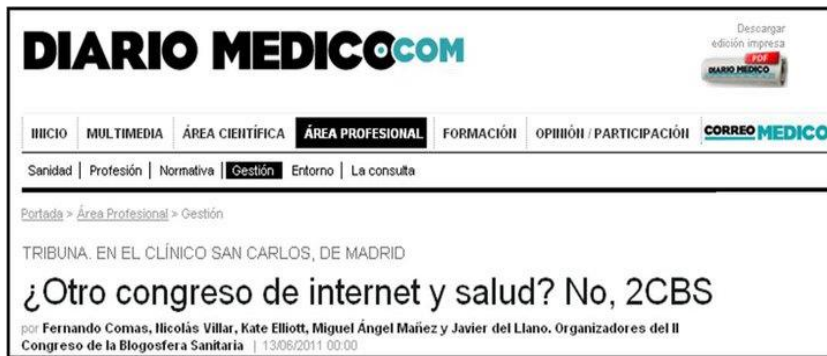 DIARIO MEDICO.COM
Descargar
edición impresa
PDF
DIARIO MEDICO
INICIO MULTIMEDIA ÁREA CIENTÍFICA ÁREA PROFESIONAL FORMACIÓN OPINIÓN / PARTICIPACIÓN CORREO MEDICO
Sanidad | Profesión | Normativa | Gestión Entorno | La consulta
Portada > Área Profesional > Gestión
TRIBUNA. EN EL CLÍNICO SAN CARLOS, DE MADRID
¿Otro congreso de internet y salud? No, 2CBS
por Fernando Comas, Nicolás Villar, Kate Elliott, Miguel Ángel Mañez y Javier del Llano. Organizadores del II
Congreso de la Blogosfera Sanitaria | 13/06/2011 00:00